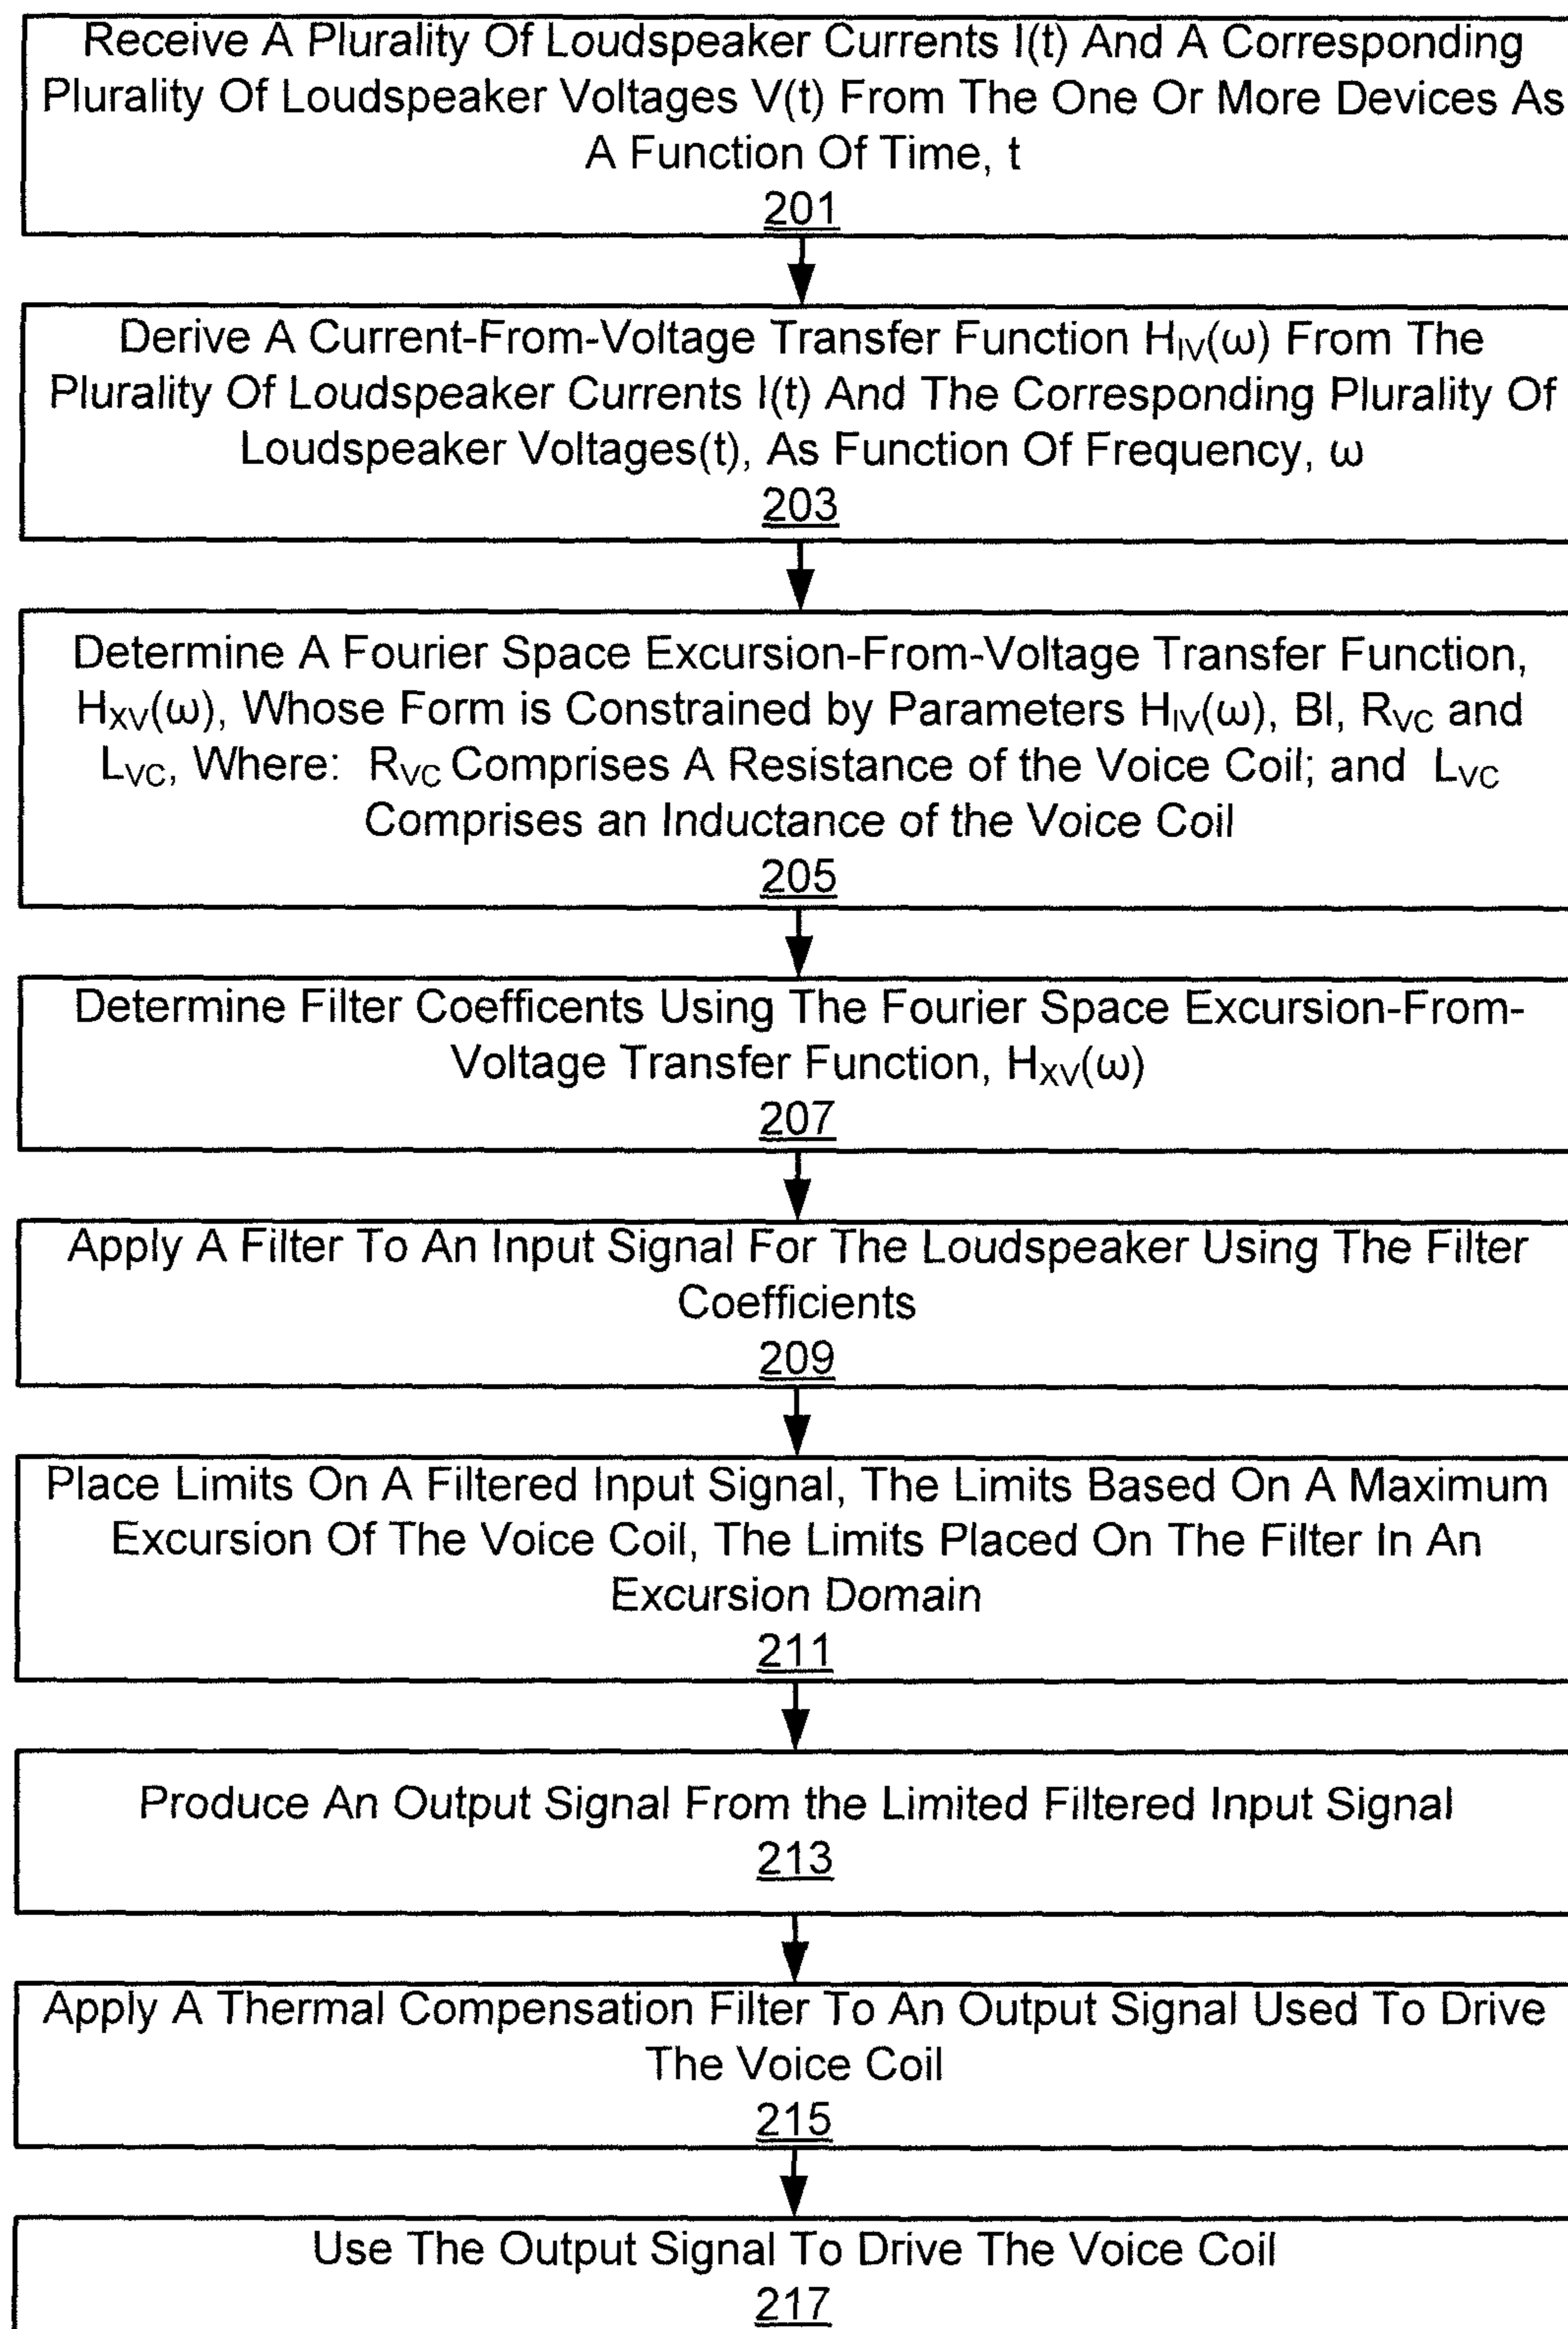 Receive A Plurality Of Loudspeaker Currents I(t) And A Corresponding
Plurality Of Loudspeaker Voltages V(t) From The One Or More Devices As
A Function Of Time, t
201
Derive A Current-From-Voltage Transfer Function HIV(ω) From The
Plurality Of Loudspeaker Currents I(t) And The Corresponding Plurality Of
Loudspeaker Voltages(t), As Function Of Frequency, ω
203
Determine A Fourier Space Excursion-From-Voltage Transfer Function,
HXV(ω), Whose Form is Constrained by Parameters HIV(ω), Bl, RVC and
LVC, Where: RVC Comprises A Resistance of the Voice Coil; and LVC
Comprises an Inductance of the Voice Coil
205
Determine Filter Coefficents Using The Fourier Space Excursion-From-
Voltage Transfer Function, HXV(ω)
207
Apply A Filter To An Input Signal For The Loudspeaker Using The Filter
Coefficients
209
Place Limits On A Filtered Input Signal, The Limits Based On A Maximum
Excursion Of The Voice Coil, The Limits Placed On The Filter In An
Excursion Domain
211
Produce An Output Signal From the Limited Filtered Input Signal
213
Apply A Thermal Compensation Filter To An Output Signal Used To Drive
The Voice Coil
215
Use The Output Signal To Drive The Voice Coil
217